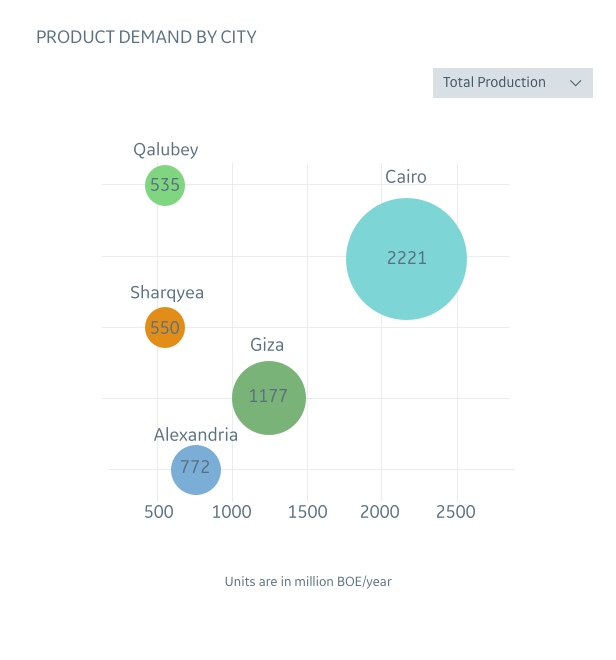 PRODUCT DEMAND BY CITY
Total Production
Qalubey
535
Cairo
2221
Sharqyea
550
Giza
1177
Alexandria
772
500 1000 1500 2000 2500
Units are in million BOE/year